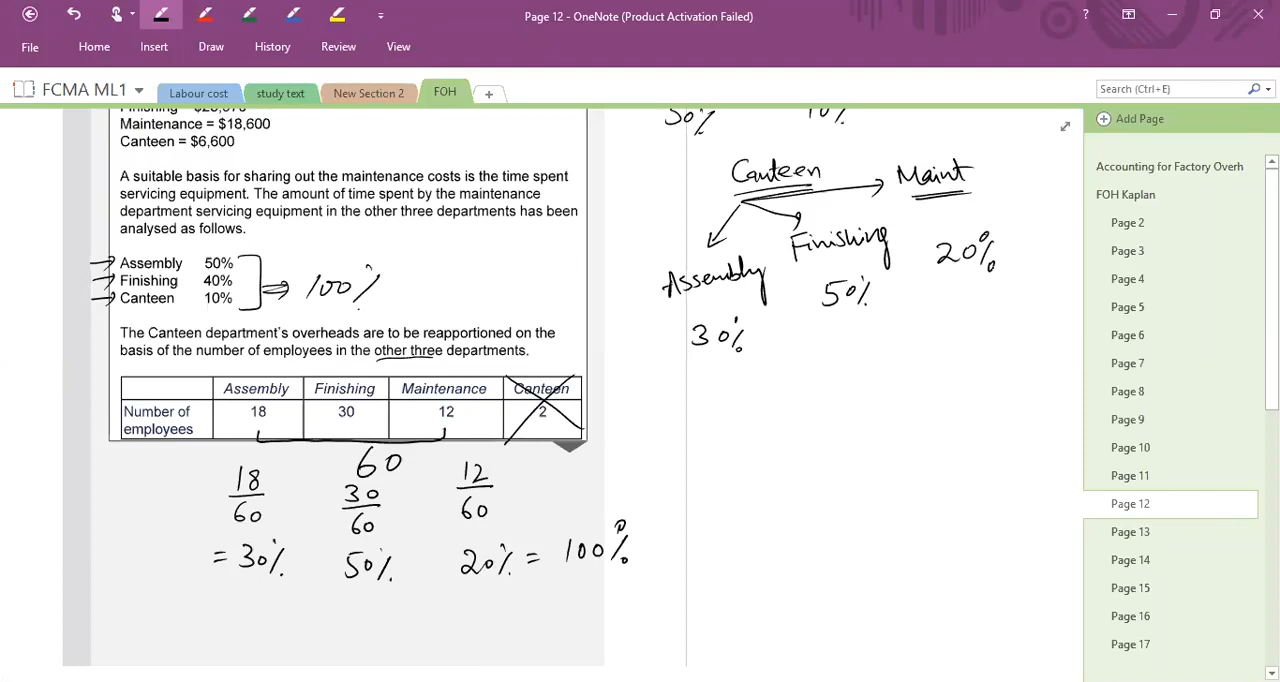 Page 12 - OneNote (Product Activation Failed)
?
File Home Insert Draw History Review View
FCMA ML1 Labour cost study text New Section 2 FOH +
Search (Ctrl+E)
Add Page
Accounting for Factory Overh
FOH Kaplan
Page 2
Page 3
Page 4
Page 5
Page 6
Page 7
Page 8
Page 9
Page 10
Page 11
Page 12
Page 13
Page 14
Page 15
Page 16
Page 17
Maintenance = $18,600
Canteen = $6,600
A suitable basis for sharing out the maintenance costs is the time spent
servicing equipment. The amount of time spent by the maintenance
department servicing equipment in the other three departments has been
analysed as follows.
Assembly 50%
Finishing 40%
Canteen 10%
100%
The Canteen department's overheads are to be reapportioned on the
basis of the number of employees in the other three departments.
Assembly Finishing Maintenance Canteen
Number of employees 18 30 12 2
60
18/60 30/60 12/60
= 30% 50% 20% = 100%
50% 10%
Canteen Maint
Finishing 20%
Assembly 50%
30%